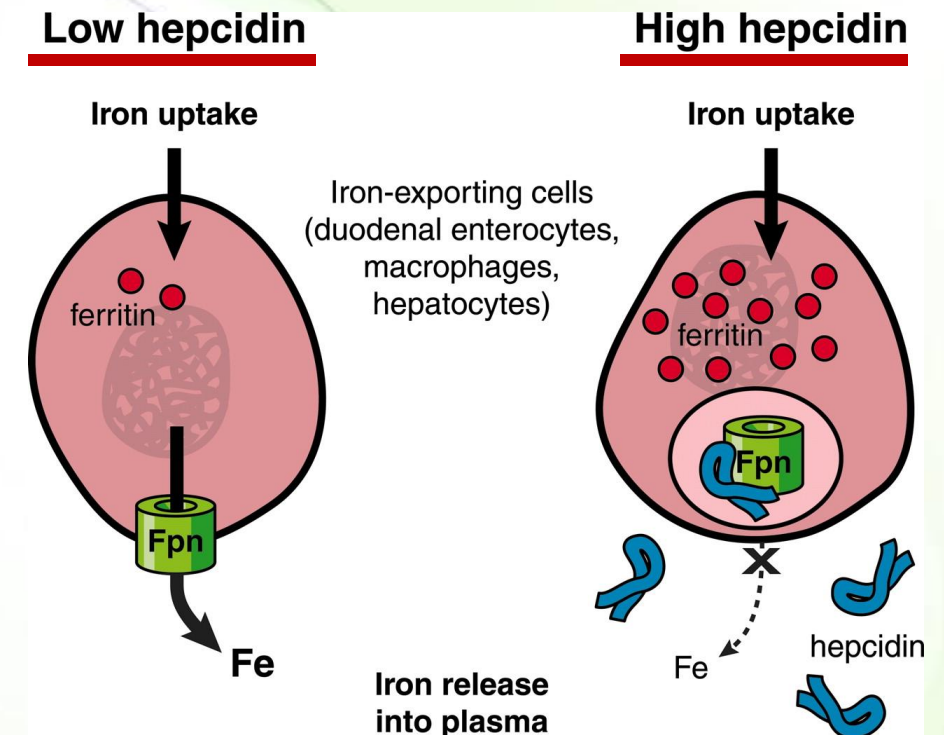 Low hepcidin
High hepcidin
Iron uptake
Iron uptake
Iron-exporting cells
(duodenal enterocytes,
macrophages,
hepatocytes)
ferritin
ferritin
Fpn
Fpn
X
Fe
Fe
hepcidin
Iron release
into plasma